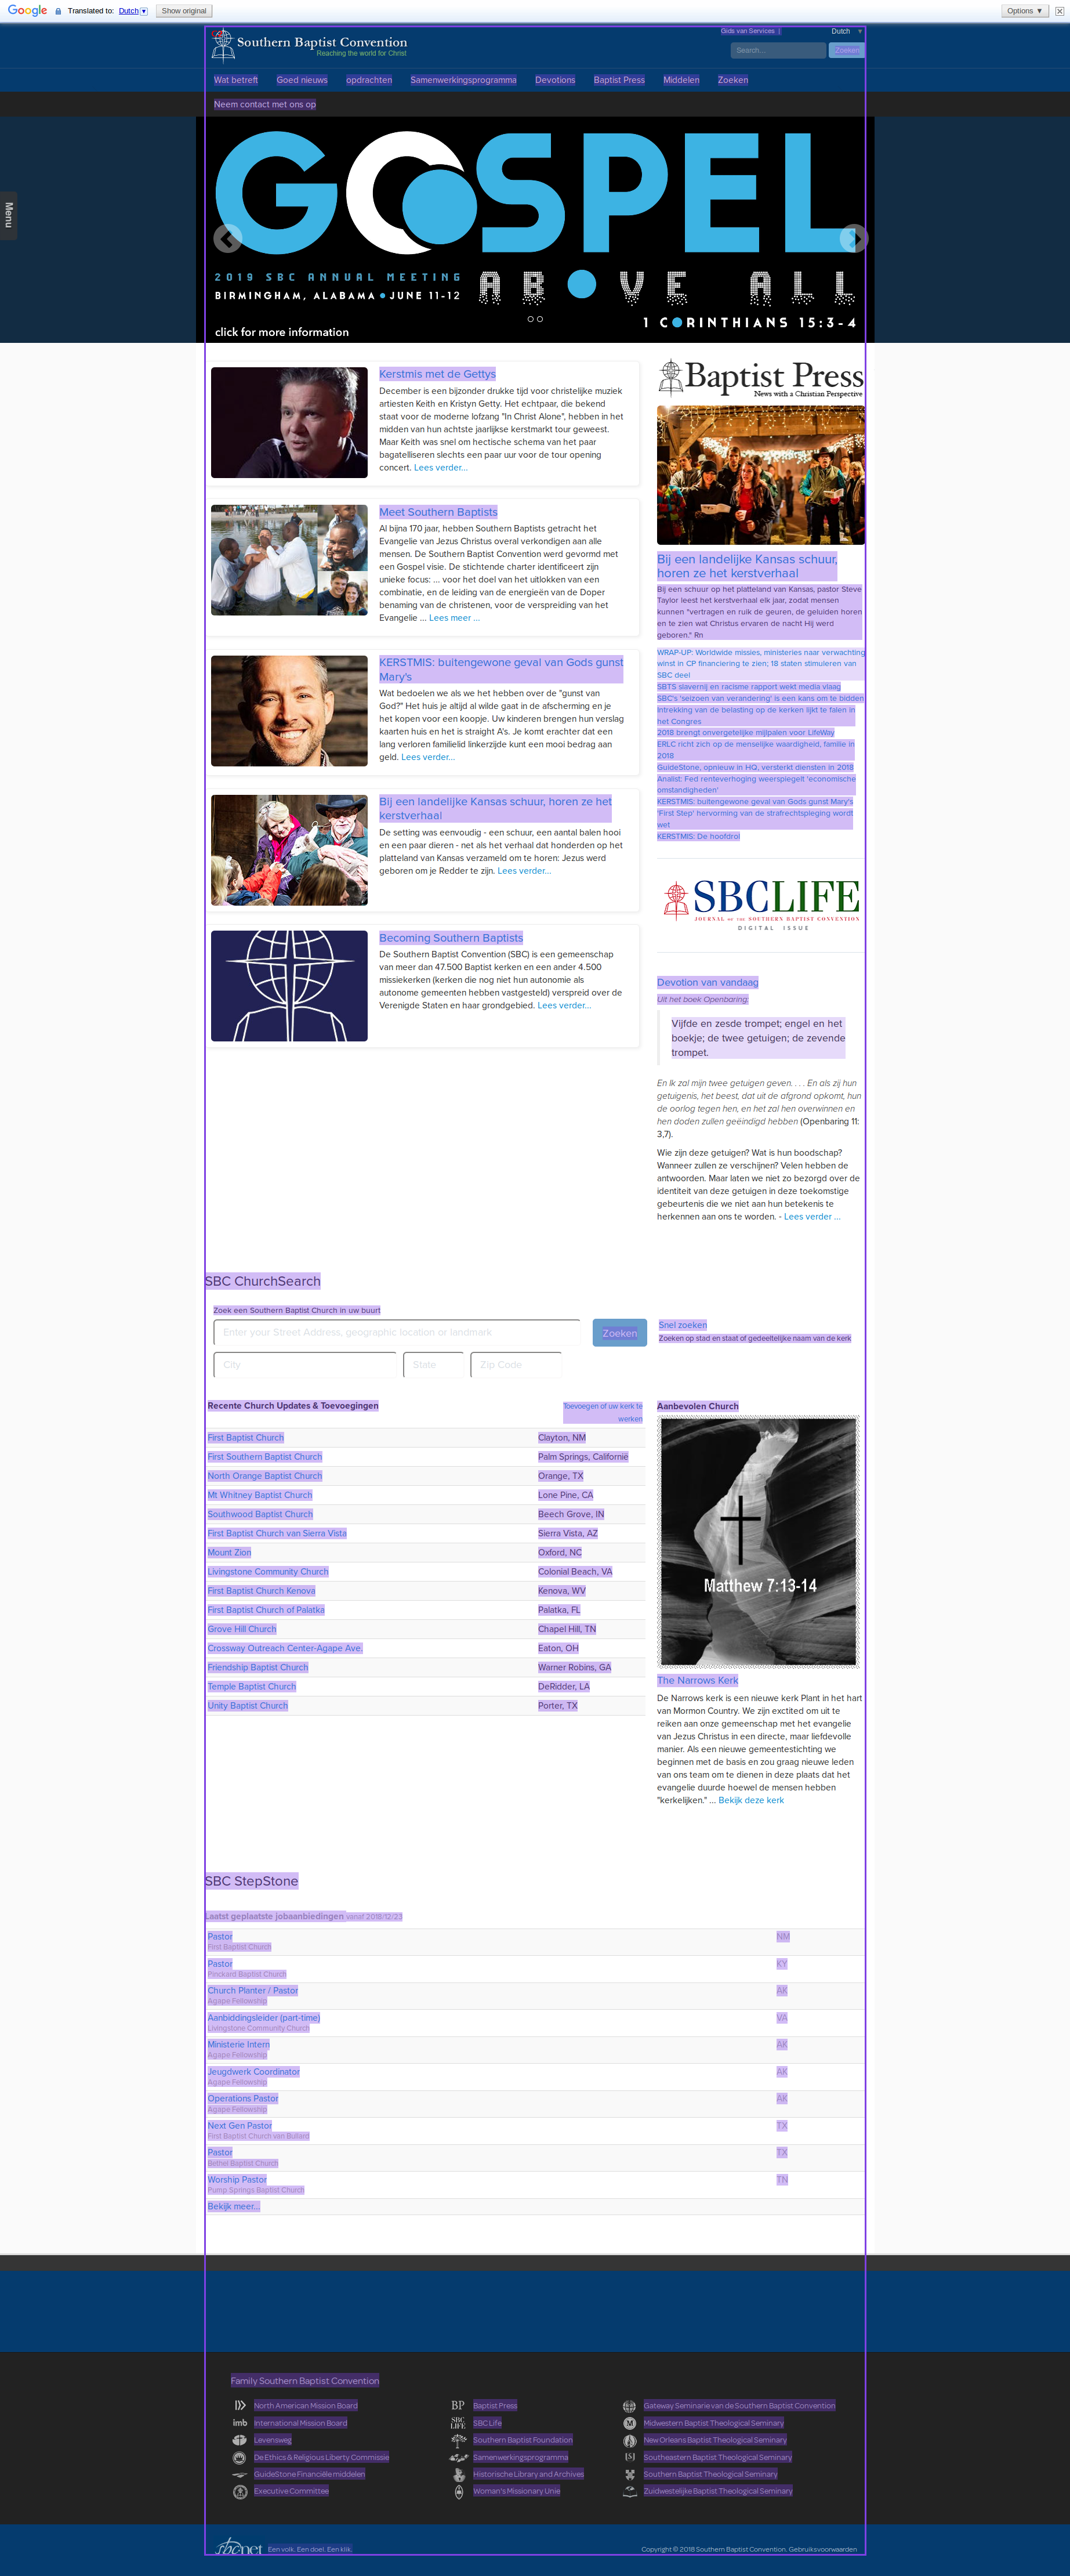 Google Translated to: Dutch Show original Options ▼
Southern Baptist Convention
Reaching the world for Christ
Gids van Services |
Dutch ▼
Search...
Zoeken
Wat betreft Goed nieuws opdrachten Samenwerkingsprogramma Devotions Baptist Press Middelen Zoeken
Neem contact met ons op
Menu
GOSPEL
2019 SBC ANNUAL MEETING
BIRMINGHAM, ALABAMA • JUNE 11-12
ABOVE ALL
1 CORINTHIANS 15:3-4
click for more information
Kerstmis met de Gettys
December is een bijzonder drukke tijd voor christelijke muziek
artiesten Keith en Kristyn Getty. Het echtpaar, die bekend
staat voor de moderne lofzang "In Christ Alone", hebben in het
midden van hun achtste jaarlijkse kerstmarkt tour geweest.
Maar Keith was snel om hectische schema van het paar
bagatelliseren slechts een paar uur voor de tour opening
concert. Lees verder...
Meet Southern Baptists
Al bijna 170 jaar, hebben Southern Baptists getracht het
Evangelie van Jezus Christus overal verkondigen aan alle
mensen. De Southern Baptist Convention werd gevormd met
een Gospel visie. De stichtende charter identificeert zijn
unieke focus: ... voor het doel van het uitlokken van een
combinatie, en de leiding van de energieën van de Doper
benaming van de christenen, voor de verspreiding van het
Evangelie ... Lees meer ...
KERSTMIS: buitengewone geval van Gods gunst
Mary's
Wat bedoelen we als we het hebben over de "gunst van
God?" Het huis je altijd al wilde gaat in de afscherming en je
het kopen voor een koopje. Uw kinderen brengen hun verslag
kaarten huis en het is straight A's. Je komt erachter dat een
lang verloren familielid linkerzijde kunt een mooi bedrag aan
geld. Lees verder...
Bij een landelijke Kansas schuur, horen ze het
kerstverhaal
De setting was eenvoudig - een schuur, een aantal balen hooi
en een paar dieren - net als het verhaal dat honderden op het
platteland van Kansas verzameld om te horen: Jezus werd
geboren om je Redder te zijn. Lees verder...
Becoming Southern Baptists
De Southern Baptist Convention (SBC) is een gemeenschap
van meer dan 47.500 Baptist kerken en een ander 4.500
missiekerken (kerken die nog niet hun autonomie als
autonome gemeenten hebben vastgesteld) verspreid over de
Verenigde Staten en haar grondgebied. Lees verder...
Baptist Press
News with a Christian Perspective
Bij een landelijke Kansas schuur,
horen ze het kerstverhaal
Bij een schuur op het platteland van Kansas, pastor Steve
Taylor leest het kerstverhaal elk jaar, zodat mensen
kunnen "vertragen en ruik de geuren, de geluiden horen
en te zien wat Christus ervaren de nacht Hij werd
geboren." Rn
WRAP-UP: Worldwide missies, ministeries naar verwachting
winst in CP financiering te zien; 18 staten stimuleren van
SBC deel
SBTS slavernij en racisme rapport wekt media vlaag
SBC's 'seizoen van verandering' is een kans om te bidden
Intrekking van de belasting op de kerken lijkt te falen in
het Congres
2018 brengt onvergetelijke mijlpalen voor LifeWay
ERLC richt zich op de menselijke waardigheid, familie in
2018
GuideStone, opnieuw in HQ, versterkt diensten in 2018
Analist: Fed renteverhoging weerspiegelt 'economische
omstandigheden'
KERSTMIS: buitengewone geval van Gods gunst Mary's
'First Step' hervorming van de strafrechtspleging wordt
wet
KERSTMIS: De hoofdrol
SBCLIFE
JOURNAL OF THE SOUTHERN BAPTIST CONVENTION
DIGITAL ISSUE
Devotion van vandaag
Uit het boek Openbaring:
Vijfde en zesde trompet; engel en het
boekje; de twee getuigen; de zevende
trompet.
En Ik zal mijn twee getuigen geven. . . . En als zij hun
getuigenis, het beest, dat uit de afgrond opkomt, hun
de oorlog tegen hen, en het zal hen overwinnen en
hen doden zullen geëindigd hebben (Openbaring 11:
3,7).
Wie zijn deze getuigen? Wat is hun boodschap?
Wanneer zullen ze verschijnen? Velen hebben de
antwoorden. Maar laten we niet zo bezorgd over de
identiteit van deze getuigen in deze toekomstige
gebeurtenis die we niet aan hun betekenis te
herkennen aan ons te worden. - Lees verder ...
SBC ChurchSearch
Zoek een Southern Baptist Church in uw buurt
Enter your Street Address, geographic location or landmark
Zoeken
City State Zip Code
Snel zoeken
Zoeken op stad en staat of gedeeltelijke naam van de kerk
Recente Church Updates & Toevoegingen
Toevoegen of uw kerk te
werken
First Baptist Church Clayton, NM
First Southern Baptist Church Palm Springs, Californië
North Orange Baptist Church Orange, TX
Mt Whitney Baptist Church Lone Pine, CA
Southwood Baptist Church Beech Grove, IN
First Baptist Church van Sierra Vista Sierra Vista, AZ
Mount Zion Oxford, NC
Livingstone Community Church Colonial Beach, VA
First Baptist Church Kenova Kenova, WV
First Baptist Church of Palatka Palatka, FL
Grove Hill Church Chapel Hill, TN
Crossway Outreach Center-Agape Ave. Eaton, OH
Friendship Baptist Church Warner Robins, GA
Temple Baptist Church DeRidder, LA
Unity Baptist Church Porter, TX
Aanbevolen Church
Matthew 7:13-14
The Narrows Kerk
De Narrows kerk is een nieuwe kerk Plant in het hart
van Mormon Country. We zijn exctited om uit te
reiken aan onze gemeenschap met het evangelie
van Jezus Christus in een directe, maar liefdevolle
manier. Als een nieuwe gemeentestichting we
beginnen met de basis en zou graag nieuwe leden
van ons team om te dienen in deze plaats dat het
evangelie duurde hoewel de mensen hebben
"kerkelijken." ... Bekijk deze kerk
SBC StepStone
Laatst geplaatste jobaanbiedingen vanaf 2018/12/23
Pastor NM
First Baptist Church
Pastor KY
Pinckard Baptist Church
Church Planter / Pastor AK
Agape Fellowship
Aanbiddingsleider (part-time) VA
Livingstone Community Church
Ministerie Intern AK
Agape Fellowship
Jeugdwerk Coordinator AK
Agape Fellowship
Operations Pastor AK
Agape Fellowship
Next Gen Pastor TX
First Baptist Church van Bullard
Pastor TX
Bethel Baptist Church
Worship Pastor TN
Pump Springs Baptist Church
Bekijk meer...
Family Southern Baptist Convention
North American Mission Board
imb International Mission Board
Levensweg
De Ethics & Religious Liberty Commissie
GuideStone Financiële middelen
Executive Committee
BP Baptist Press
SBC LIFE SBC Life
Southern Baptist Foundation
Samenwerkingsprogramma
Historische Library and Archives
Woman's Missionary Unie
Gateway Seminarie van de Southern Baptist Convention
Midwestern Baptist Theological Seminary
New Orleans Baptist Theological Seminary
Southeastern Baptist Theological Seminary
Southern Baptist Theological Seminary
Zuidwestelijke Baptist Theological Seminary
sbc.net Een volk. Een doel. Een klik.
Copyright © 2018 Southern Baptist Convention. Gebruiksvoorwaarden